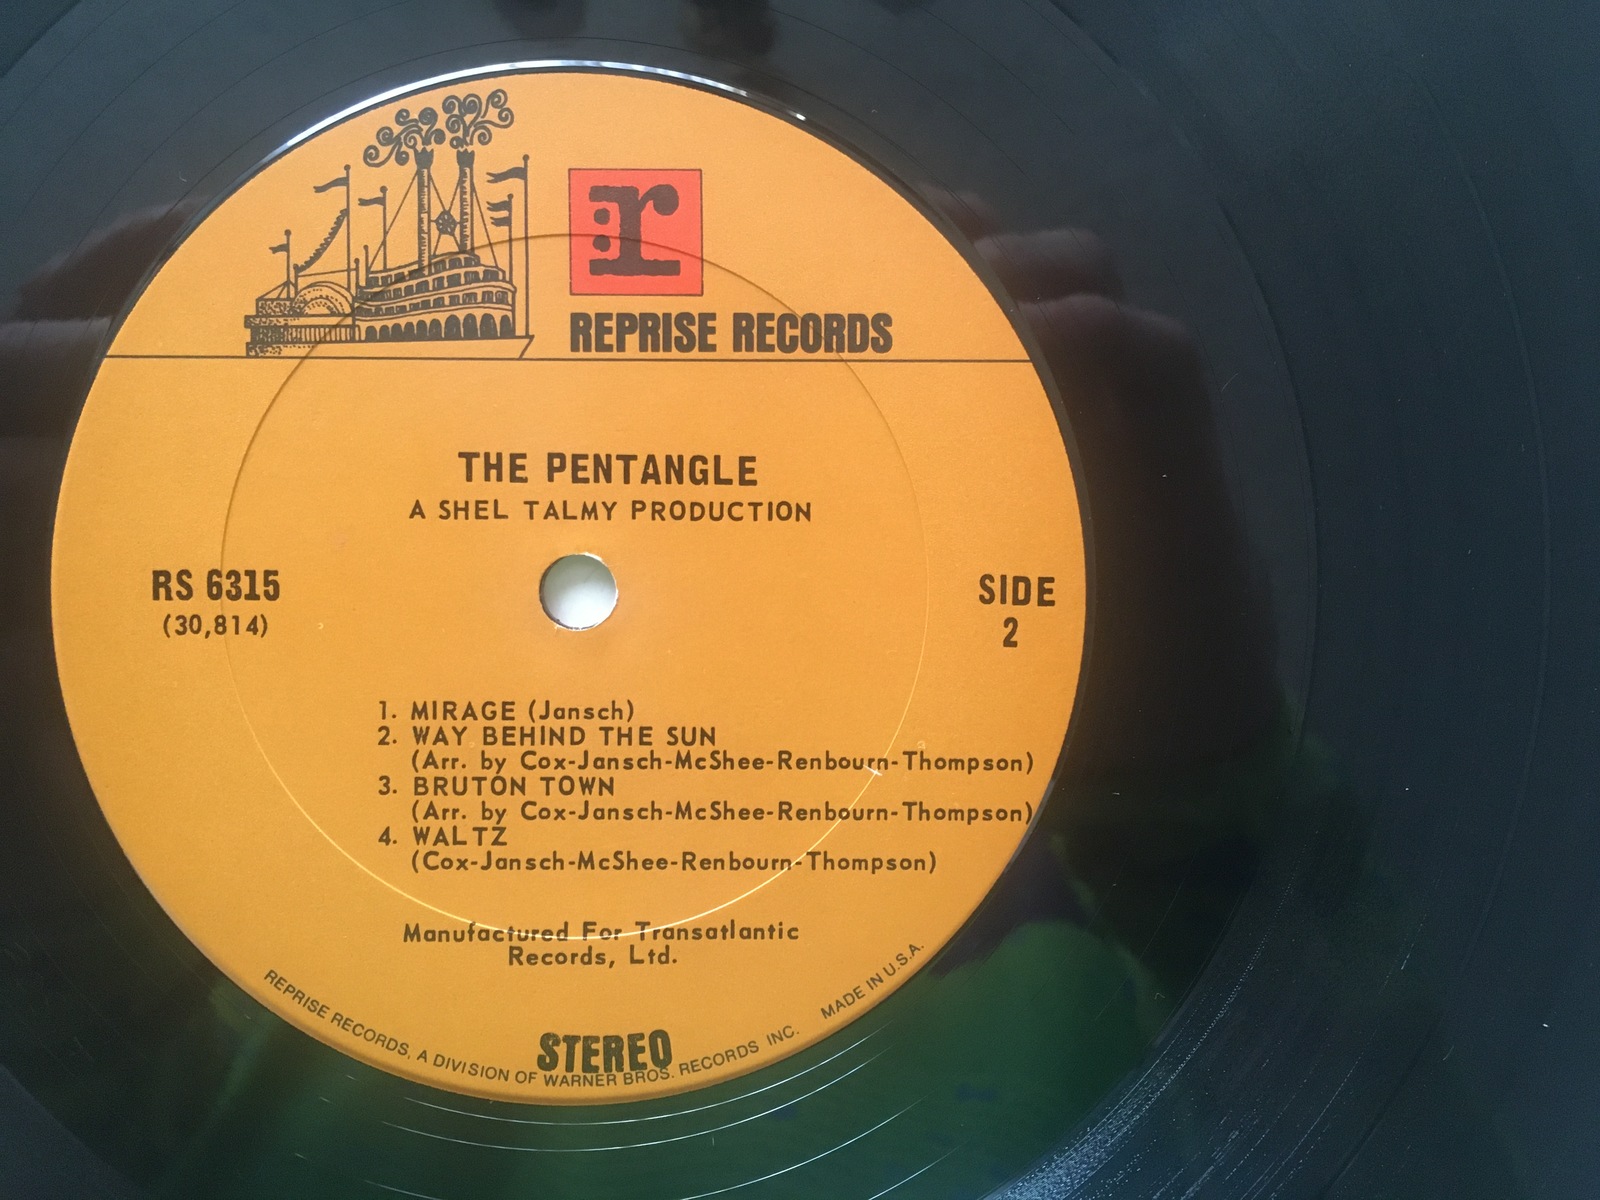 :r
REPRISE RECORDS
THE PENTANGLE
A SHEL TALMY PRODUCTION
RS 6315
(30,814)
SIDE
2
1. MIRAGE (Jansch)
2. WAY BEHIND THE SUN
(Arr. by Cox-Jansch-McShee-Renbourn-Thompson)
3. BRUTON TOWN
(Arr. by Cox-Jansch-McShee-Renbourn-Thompson)
4. WALTZ
(Cox-Jansch-McShee-Renbourn-Thompson)
Manufactured For Transatlantic
Records, Ltd.
STEREO
REPRISE RECORDS, A DIVISION OF WARNER BROS. RECORDS INC. MADE IN U.S.A.